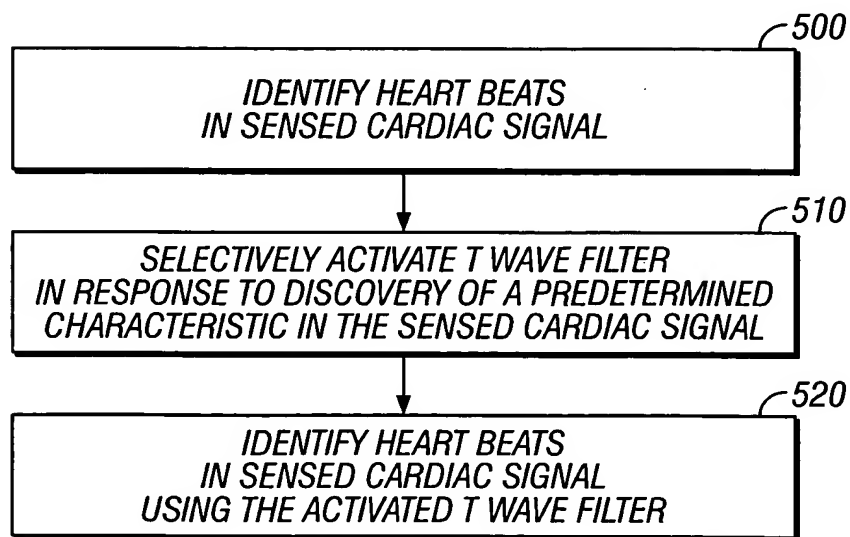 500
IDENTIFY HEART BEATS
IN SENSED CARDIAC SIGNAL
510
SELECTIVELY ACTIVATE T WAVE FILTER
IN RESPONSE TO DISCOVERY OF A PREDETERMINED
CHARACTERISTIC IN THE SENSED CARDIAC SIGNAL
520
IDENTIFY HEART BEATS
IN SENSED CARDIAC SIGNAL
USING THE ACTIVATED T WAVE FILTER